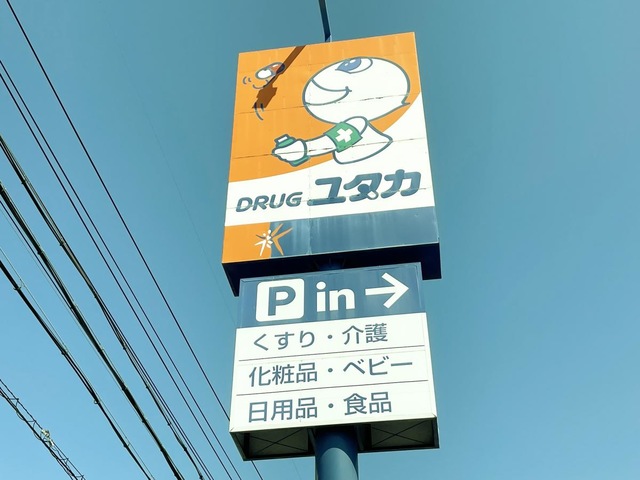 DRUG ユタカ
P in →
くすり・介護
化粧品・ベビー
日用品・食品